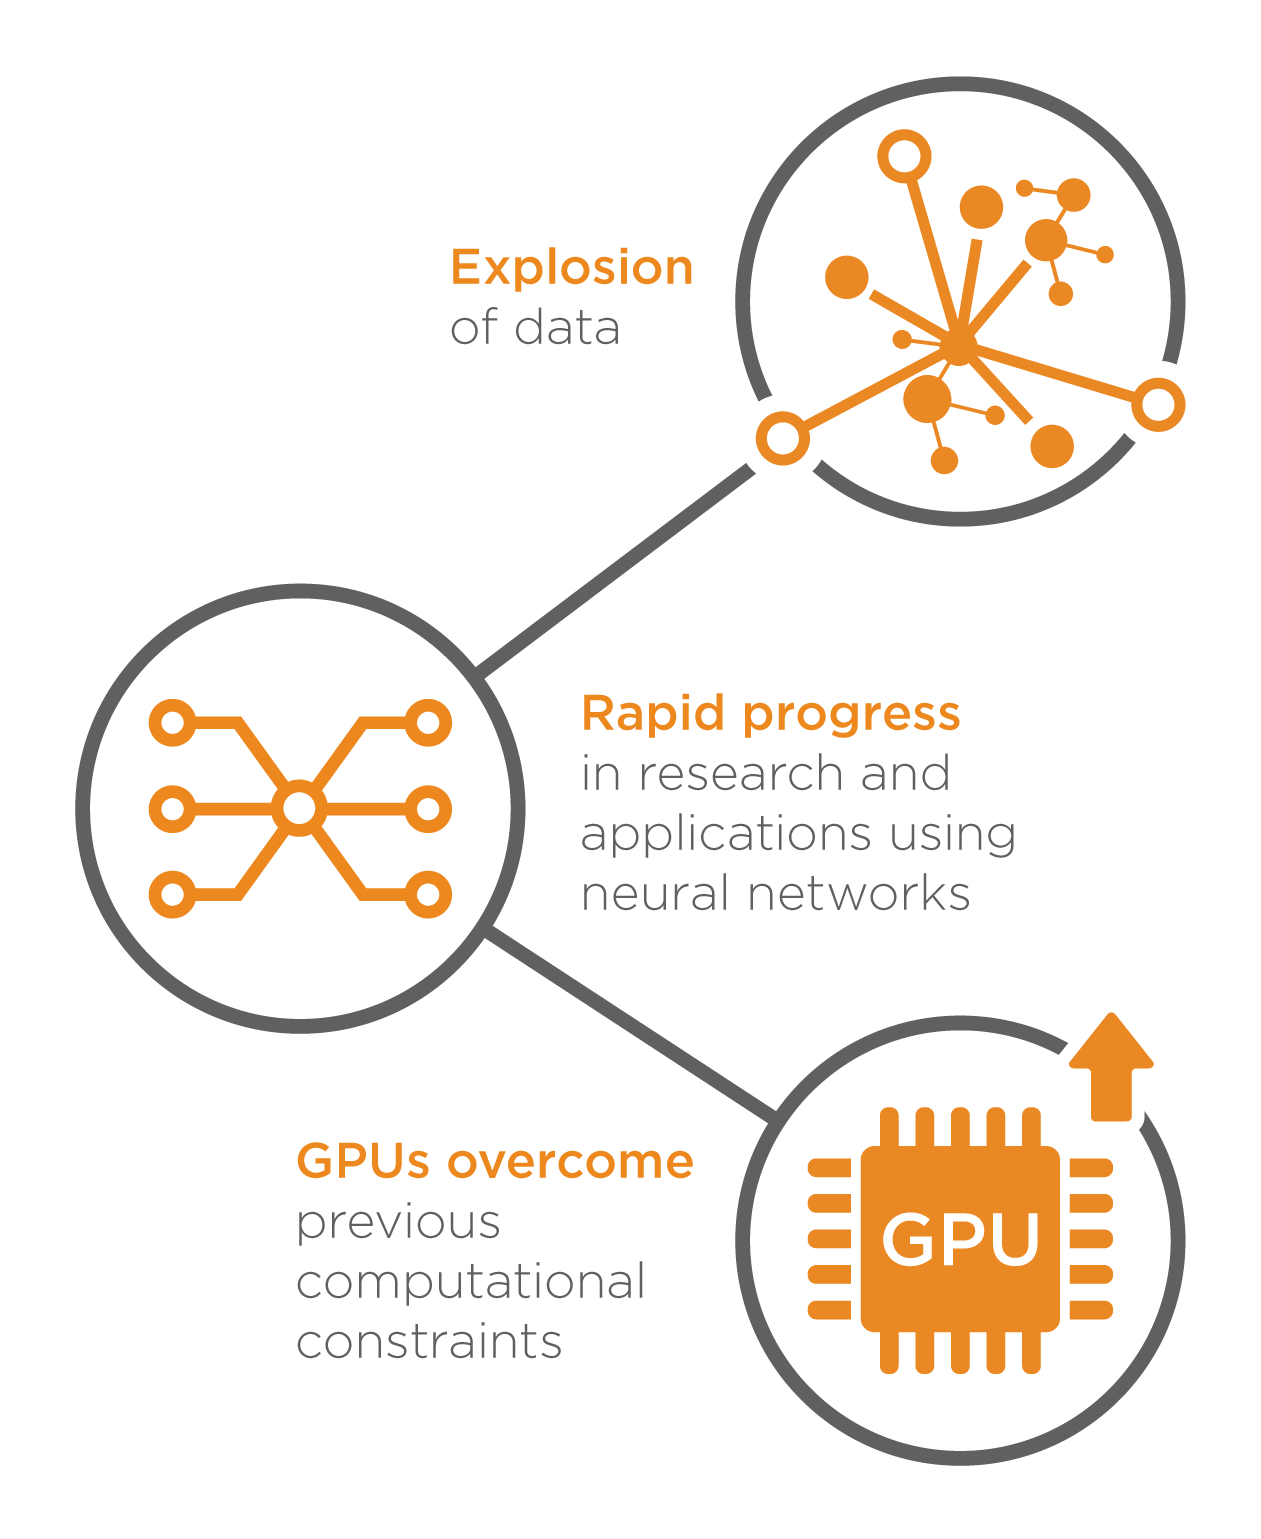 Explosion
of data
Rapid progress
in research and
applications using
neural networks
GPUs overcome
previous
computational
constraints
GPU